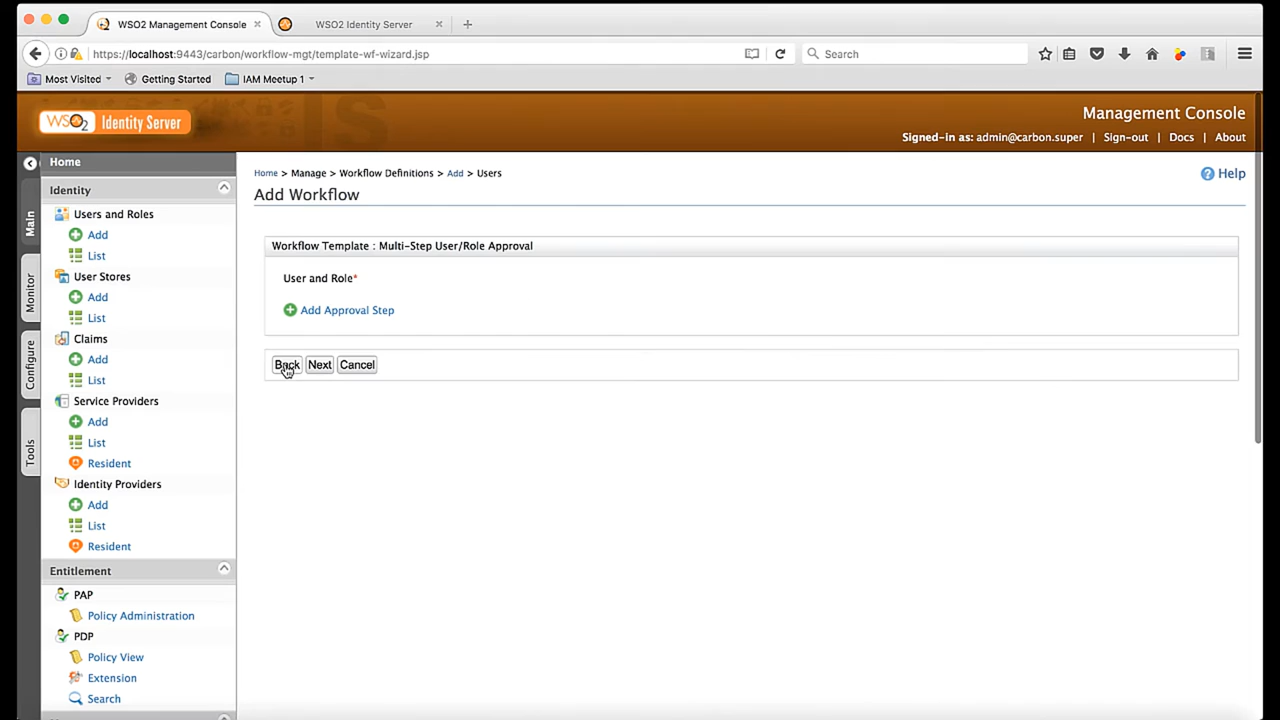 WSO2 Management Console
WSO2 Identity Server
https://localhost:9443/carbon/workflow-mgt/template-wf-wizard.jsp
Search
Most Visited
Getting Started
IAM Meetup 1
WSO2 Identity Server
Management Console
Signed-in as: admin@carbon.super | Sign-out | Docs | About
Main
Monitor
Configure
Tools
Home
Identity
Users and Roles
Add
List
User Stores
Add
List
Claims
Add
List
Service Providers
Add
List
Resident
Identity Providers
Add
List
Resident
Entitlement
PAP
Policy Administration
PDP
Policy View
Extension
Search
Home > Manage > Workflow Definitions > Add > Users
Help
Add Workflow
Workflow Template : Multi-Step User/Role Approval
User and Role*
Add Approval Step
Back Next Cancel